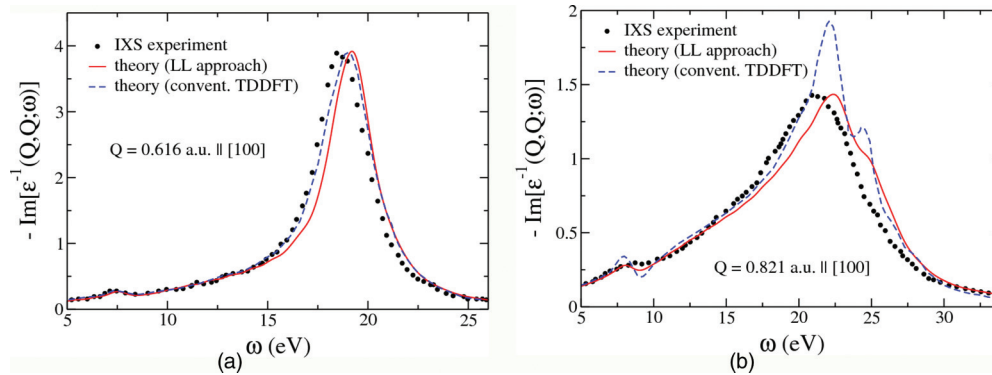 IXS experiment
theory (LL approach)
theory (convent. TDDFT)
Q = 0.616 a.u. || [100]
- Im[ε⁻¹(Q,Q;ω)]
4
3
2
1
0
5
10
15
20
25
ω (eV)
(a)
IXS experiment
theory (LL approach)
theory (convent. TDDFT)
Q = 0.821 a.u. || [100]
- Im[ε⁻¹(Q,Q;ω)]
2
1.5
1
0.5
0
5
10
15
20
25
30
ω (eV)
(b)